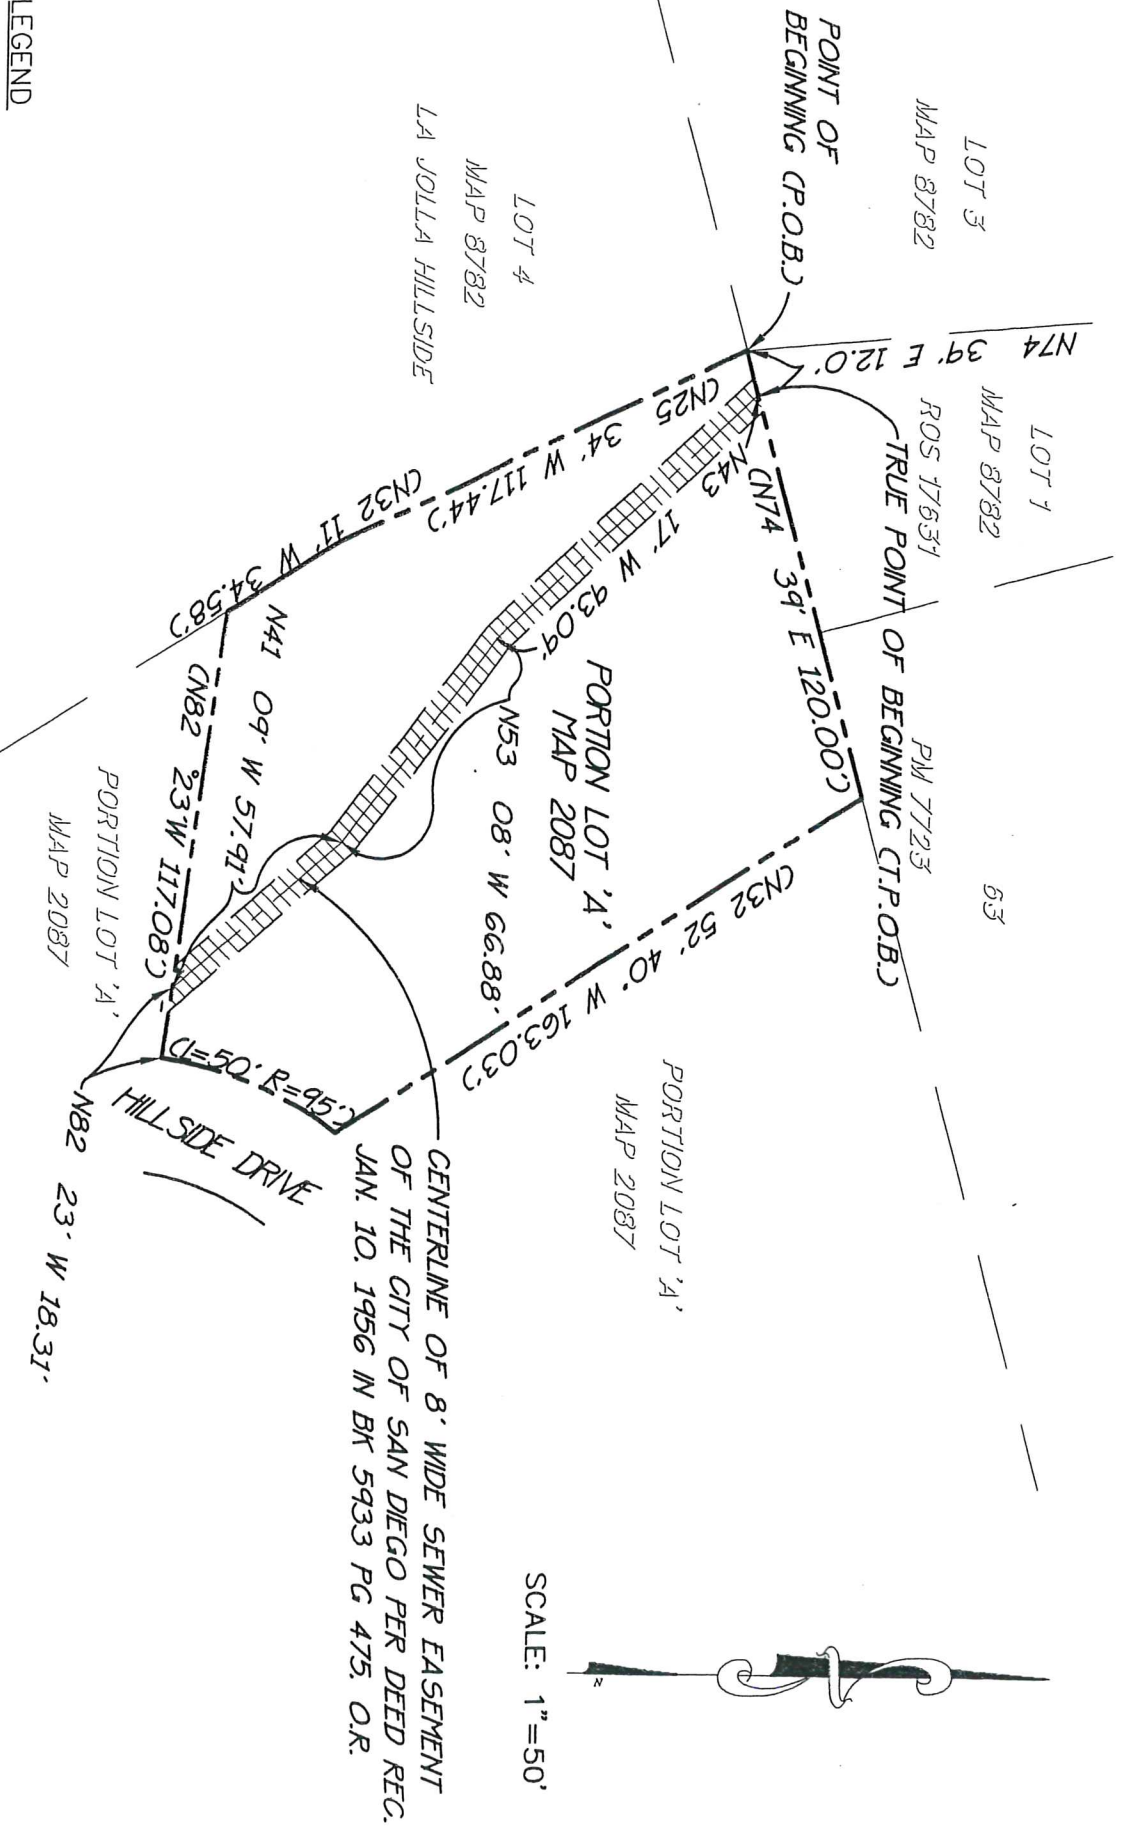 LOT 3
MAP 8782
POINT OF
BEGINNING (P.O.B.)
N74 39' E 12.0'
LOT 1
MAP 8782
ROS 17631
TRUE POINT OF BEGINNING (T.P.O.B.)
PM 7723
63
LOT 4
MAP 8782
LA JOLLA HILLSIDE
(N25 34' W 117.44')
(N32 11' W 34.58')
N43 17' W 93.09'
(N74 39' E 120.00')
PORTION LOT 'A'
MAP 2087
N53 08' W 66.88'
N41 09' W 57.91'
(N82°23'W 117.08')
(N32 52' 40" W 163.03')
PORTION LOT 'A'
MAP 2087
PORTION LOT 'A'
MAP 2087
(l=50' R=95')
HILLSIDE DRIVE
N82 23' W 18.31'
CENTERLINE OF 8' WIDE SEWER EASEMENT
OF THE CITY OF SAN DIEGO PER DEED REC.
JAN. 10, 1956 IN BK 5933 PG 475, O.R.
N
SCALE: 1"=50'
LEGEND